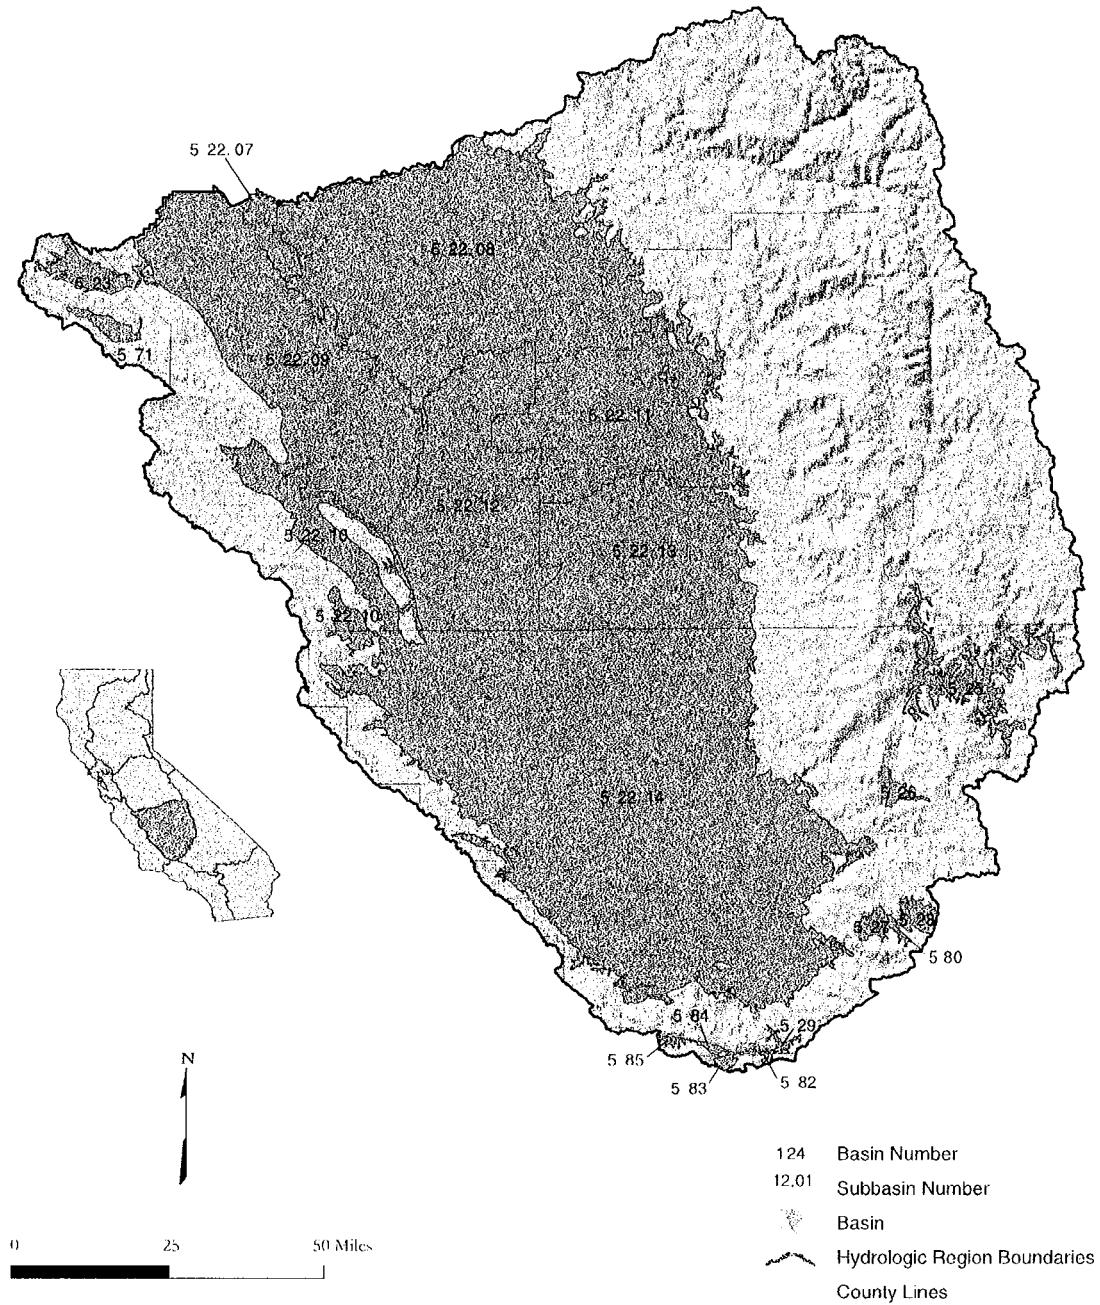 5 22.07
5 22.08
5 23
5 71
5 22.09
5 22 11
5 22 12
5 22 10
5 22 13
5 22 10
5 25
5 22 14
5 26
5 27
5 28
5 80
5 84
5 29
5 85
5 83
5 82
N
124 Basin Number
12.01 Subbasin Number
Basin
Hydrologic Region Boundaries
County Lines
0 25 50 Miles